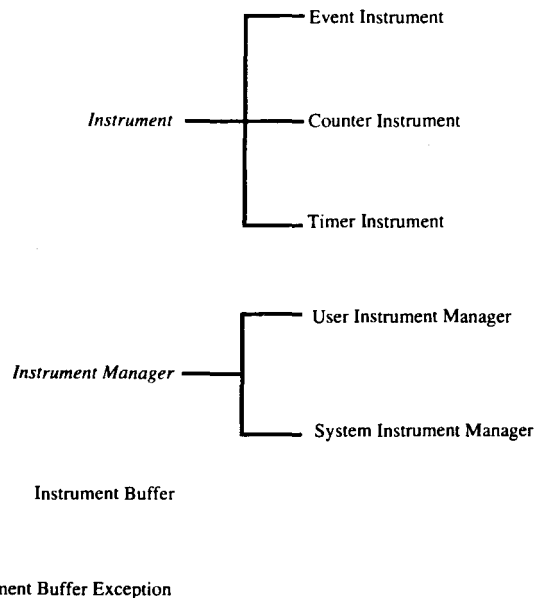 Event Instrument
Instrument
Counter Instrument
Timer Instrument
User Instrument Manager
Instrument Manager
System Instrument Manager
Instrument Buffer
Buffer Exception